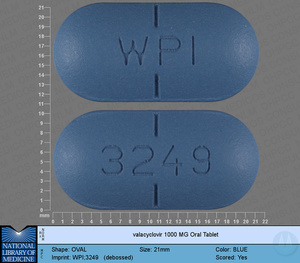 WPI
3249
21
20
19
18
17
16
15
14
13
12
11
10
9
8
7
6
5
4
3
2
1
0
mm
0 1 2 3 4 5 6 7 8 9 10 11 12 13 14 15 16 17 18 19 20 21 22
valacyclovir 1000 MG Oral Tablet
NATIONAL
LIBRARY OF
MEDICINE
Shape: OVAL Size: 21mm Color: BLUE
Imprint: WPI;3249 (debossed) Scored: Yes